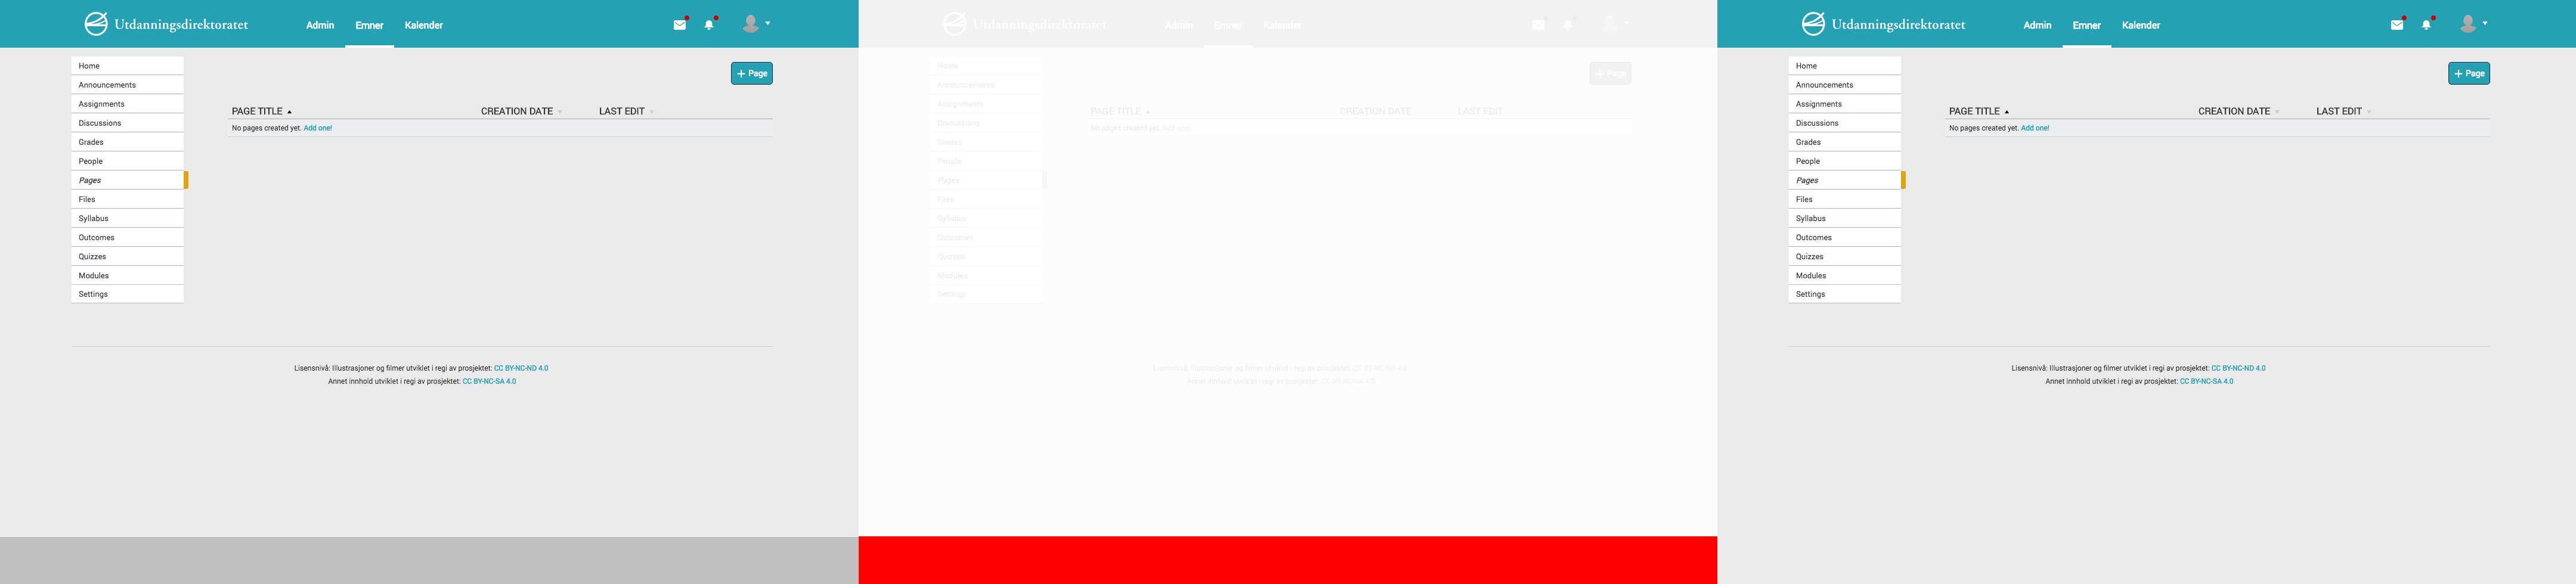 Utdanningsdirektoratet Admin Emner Kalender
Home
Announcements
Assignments
Discussions
Grades
People
Pages
Files
Syllabus
Outcomes
Quizzes
Modules
Settings
+ Page
PAGE TITLE CREATION DATE LAST EDIT
No pages created yet. Add one!
Lisensnivå: Illustrasjoner og filmer utviklet i regi av prosjektet: CC BY-NC-ND 4.0
Annet innhold utviklet i regi av prosjektet: CC BY-NC-SA 4.0
Utdanningsdirektoratet Admin Emner Kalender
Home
Announcements
Assignments
Discussions
Grades
People
Pages
Files
Syllabus
Outcomes
Quizzes
Modules
Settings
+ Page
PAGE TITLE CREATION DATE LAST EDIT
No pages created yet. Add one!
Lisensnivå: Illustrasjoner og filmer utviklet i regi av prosjektet: CC BY-NC-ND 4.0
Annet innhold utviklet i regi av prosjektet: CC BY-NC-SA 4.0
Utdanningsdirektoratet Admin Emner Kalender
Home
Announcements
Assignments
Discussions
Grades
People
Pages
Files
Syllabus
Outcomes
Quizzes
Modules
Settings
+ Page
PAGE TITLE CREATION DATE LAST EDIT
No pages created yet. Add one!
Lisensnivå: Illustrasjoner og filmer utviklet i regi av prosjektet: CC BY-NC-ND 4.0
Annet innhold utviklet i regi av prosjektet: CC BY-NC-SA 4.0